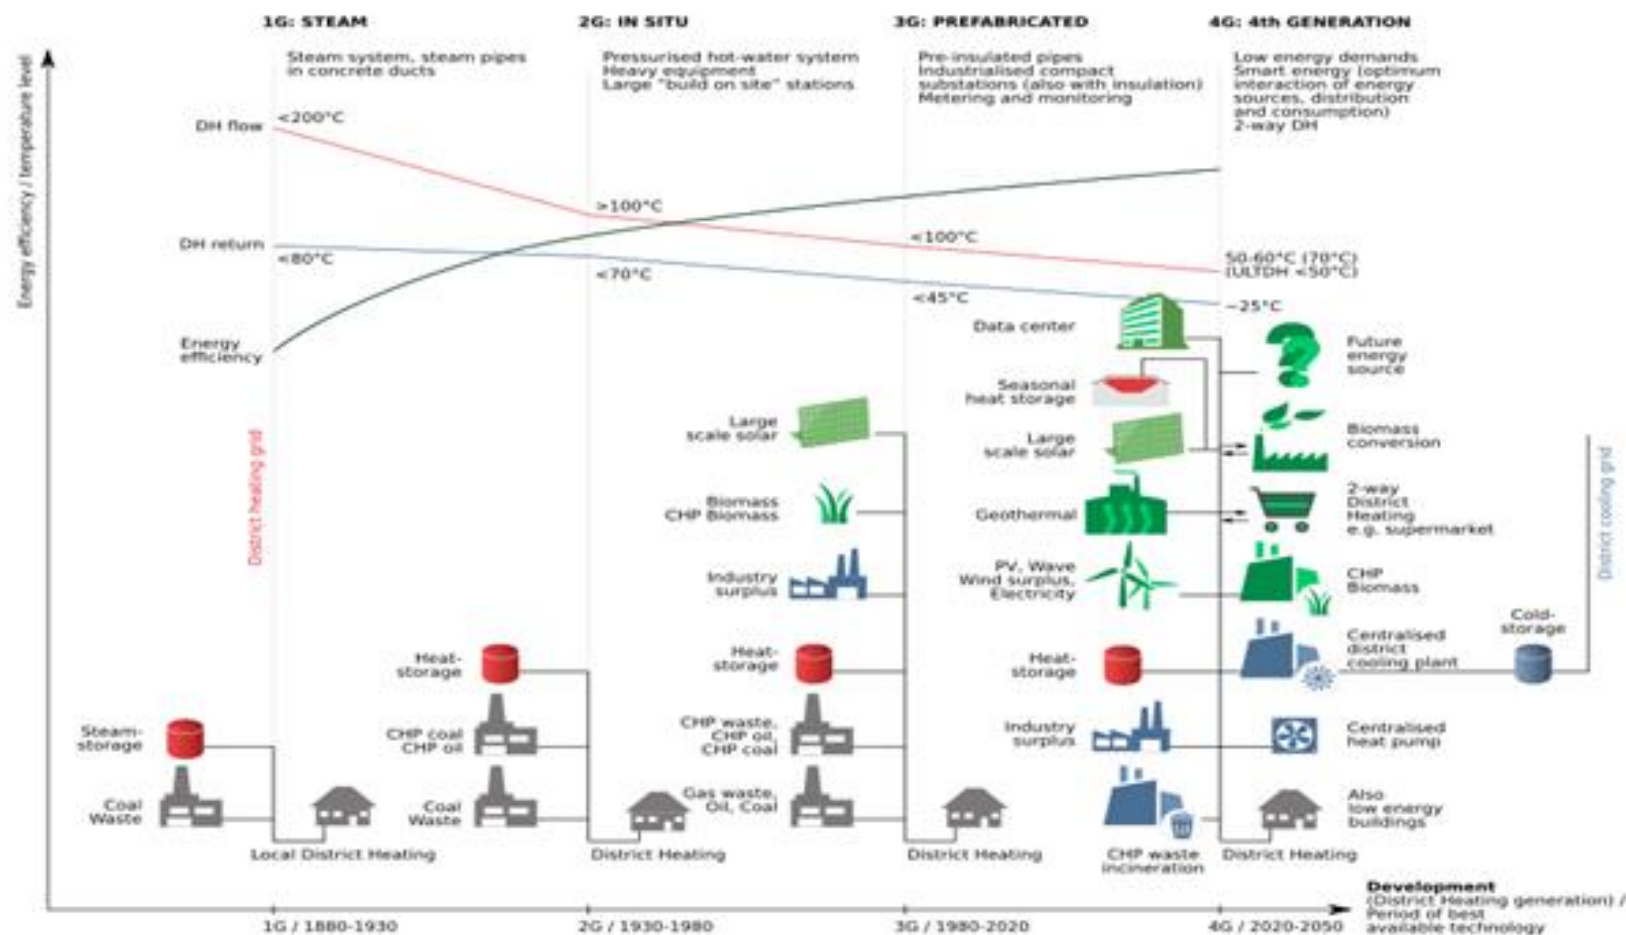 1G: STEAM
Steam system, steam pipes
in concrete ducts
2G: IN SITU
Pressurised hot-water system
Heavy equipment
Large "build on site" stations
3G: PREFABRICATED
Pre-insulated pipes
Industrialised compact
substations (also with insulation)
Metering and monitoring
4G: 4th GENERATION
Low energy demands
Smart energy (optimum
interaction of energy
sources, distribution
and consumption)
2-way DH
Energy efficiency / temperature level
DH flow
<200°C
>100°C
<100°C
50-60°C (70°C)
(ULTDH <50°C)
DH return
<80°C
<70°C
<45°C
~25°C
Energy
efficiency
District heating grid
Steam-
storage
Coal
Waste
Local District Heating
Heat-
storage
CHP coal
CHP oil
Coal
Waste
District Heating
Large
scale solar
Biomass
CHP Biomass
Industry
surplus
Heat-
storage
CHP waste,
CHP oil,
CHP coal
Gas waste,
Oil, Coal
District Heating
Data center
Seasonal
heat storage
Large
scale solar
Geothermal
PV, Wave
Wind surplus,
Electricity
Heat-
storage
Industry
surplus
CHP waste
incineration
Future
energy
source
Biomass
conversion
2-way
District
Heating
e.g. supermarket
CHP
Biomass
Centralised
district
cooling plant
Cold-
storage
Centralised
heat pump
Also
low energy
buildings
District Heating
District cooling grid
1G / 1880-1930
2G / 1930-1980
3G / 1980-2020
4G / 2020-2050
Development
(District Heating generation) /
Period of best
available technology